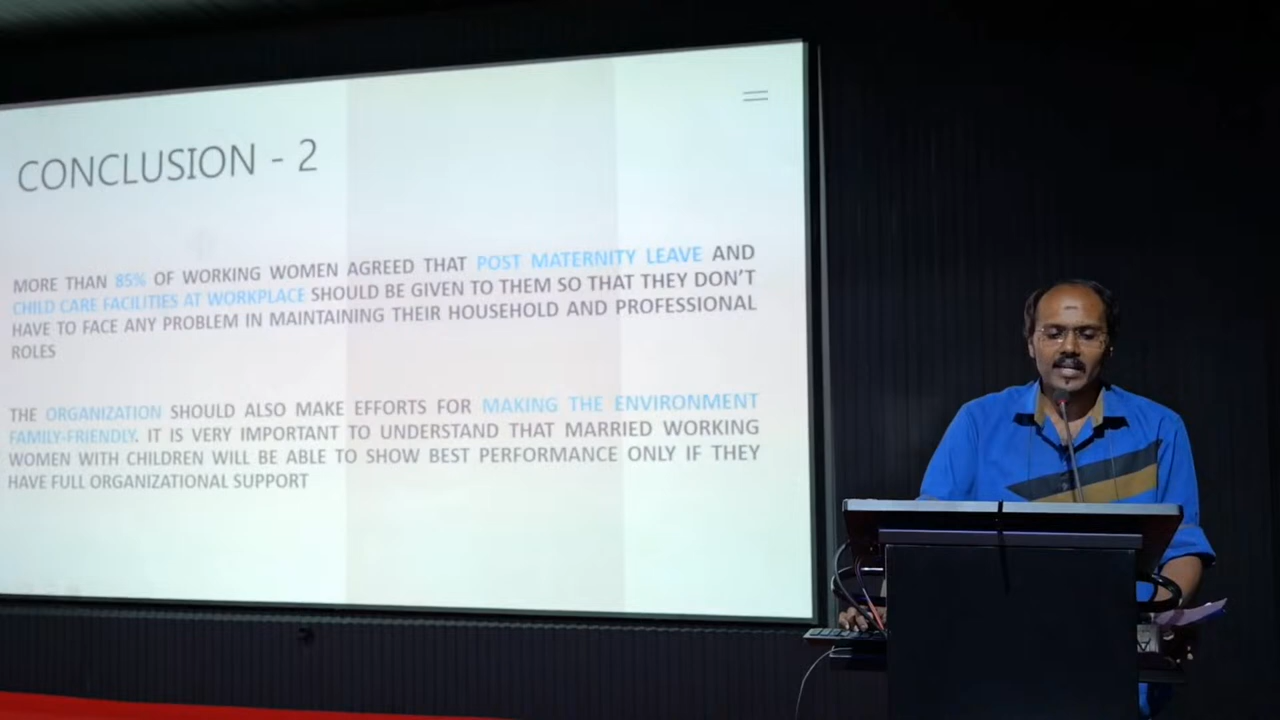 CONCLUSION - 2
MORE THAN 85% OF WORKING WOMEN AGREED THAT POST MATERNITY LEAVE AND
CHILD CARE FACILITIES AT WORKPLACE SHOULD BE GIVEN TO THEM SO THAT THEY DON'T
HAVE TO FACE ANY PROBLEM IN MAINTAINING THEIR HOUSEHOLD AND PROFESSIONAL
ROLES
THE ORGANIZATION SHOULD ALSO MAKE EFFORTS FOR MAKING THE ENVIRONMENT
FAMILY-FRIENDLY. IT IS VERY IMPORTANT TO UNDERSTAND THAT MARRIED WORKING
WOMEN WITH CHILDREN WILL BE ABLE TO SHOW BEST PERFORMANCE ONLY IF THEY
HAVE FULL ORGANIZATIONAL SUPPORT